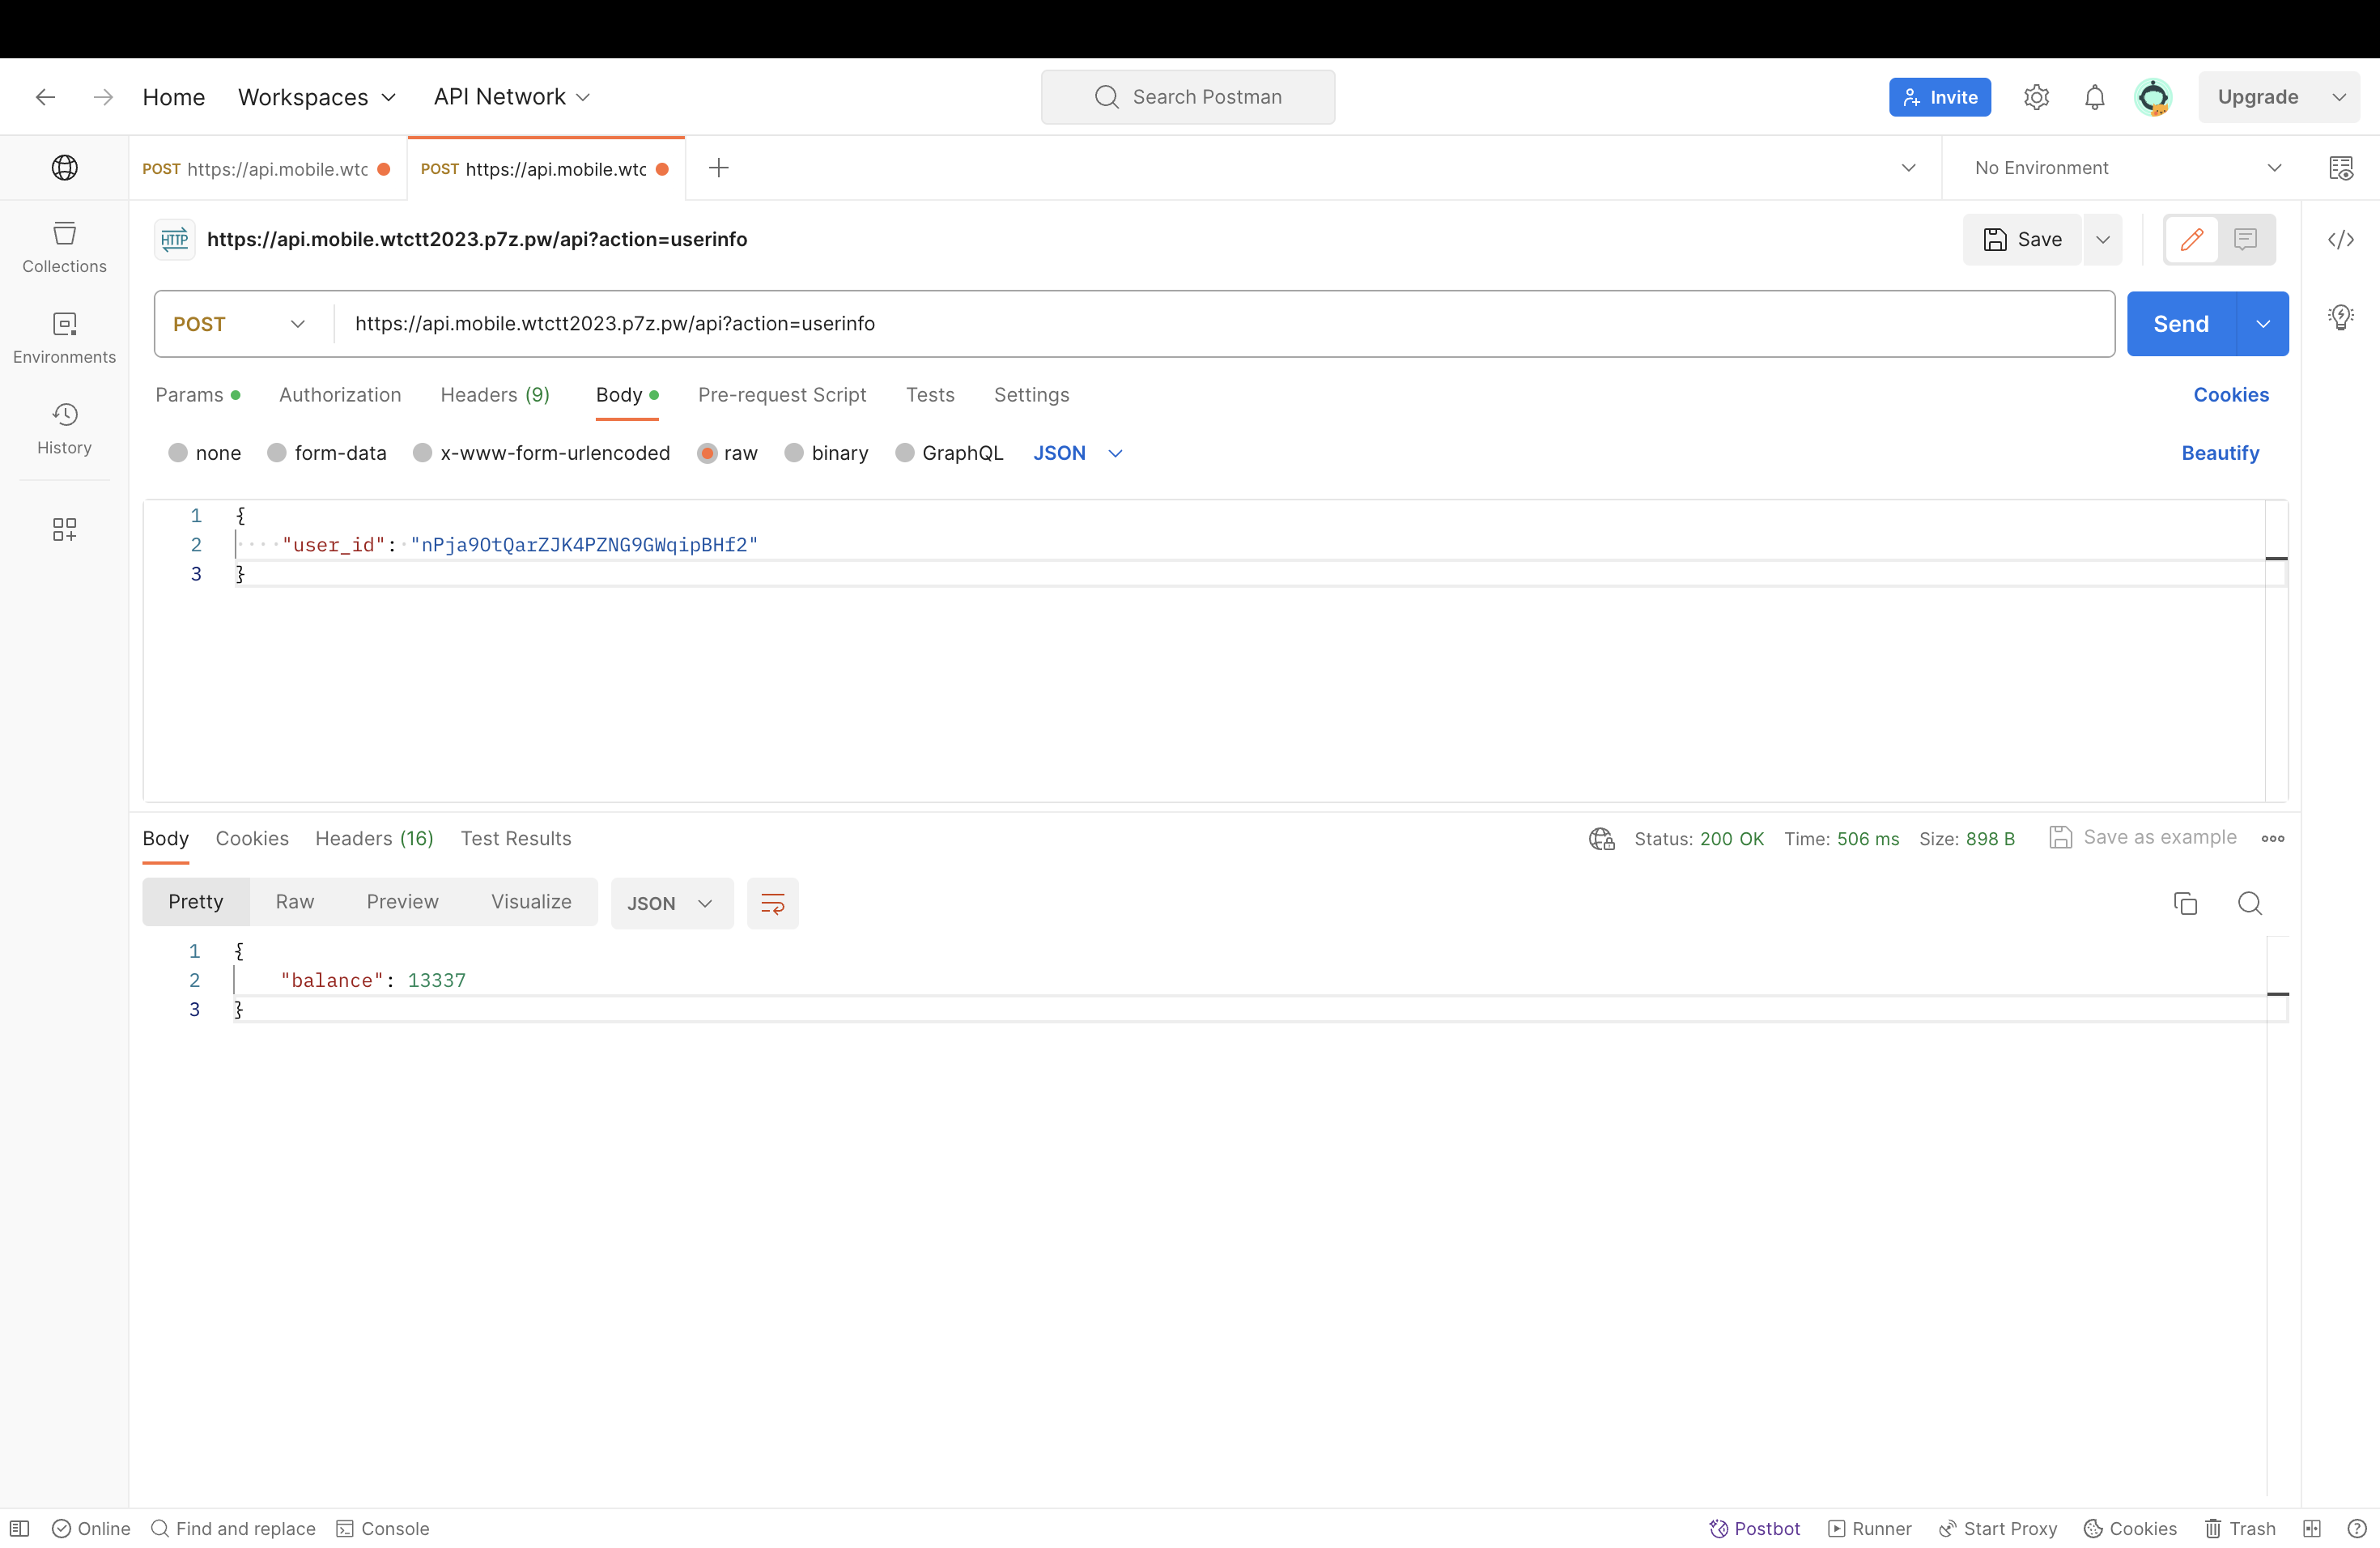 Home Workspaces API Network Search Postman Invite Upgrade
POST https://api.mobile.wtc POST https://api.mobile.wtc No Environment
HTTP https://api.mobile.wtctt2023.p7z.pw/api?action=userinfo Save
Collections
POST https://api.mobile.wtctt2023.p7z.pw/api?action=userinfo Send
Environments
Params Authorization Headers (9) Body Pre-request Script Tests Settings Cookies
History
none form-data x-www-form-urlencoded raw binary GraphQL JSON Beautify
1 {
2 "user_id": "nPja9OtQarZJK4PZNG9GWqipBHf2"
3 }
Body Cookies Headers (16) Test Results Status: 200 OK Time: 506 ms Size: 898 B Save as example
Pretty Raw Preview Visualize JSON
1 {
2 "balance": 13337
3 }
Online Find and replace Console Postbot Runner Start Proxy Cookies Trash